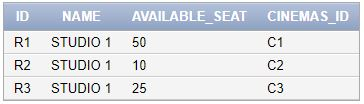 ID NAME AVAILABLE_SEAT CINEMAS_ID
R1 STUDIO 1 50 C1
R2 STUDIO 1 10 C2
R3 STUDIO 1 25 C3